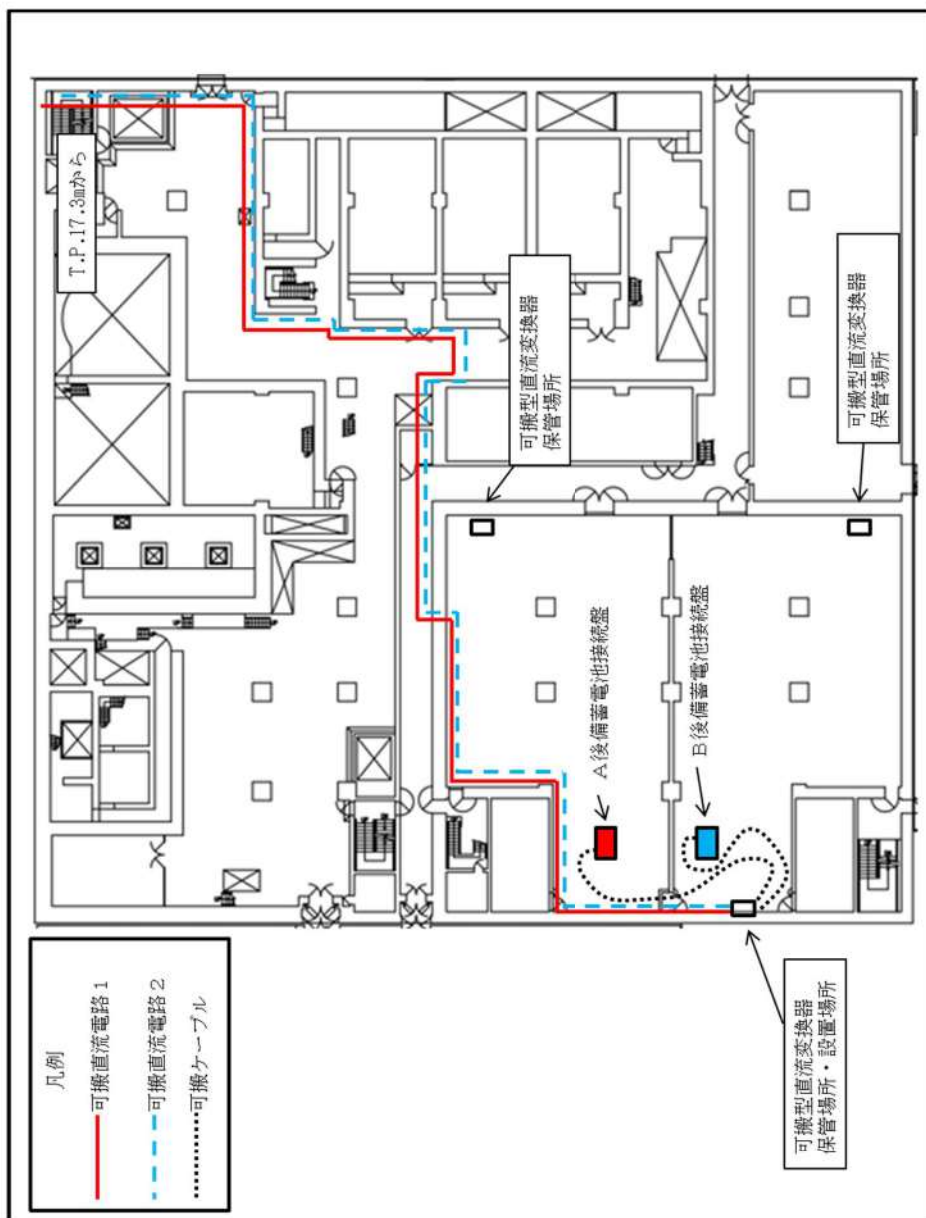 T.P.17.3mから
可搬型直流変換器
保管場所
可搬型直流変換器
保管場所
A後備蓄電池接続盤
B後備蓄電池接続盤
可搬型直流変換器
保管場所・設置場所
凡例
可搬直流電路1
可搬直流電路2
可搬ケーブル